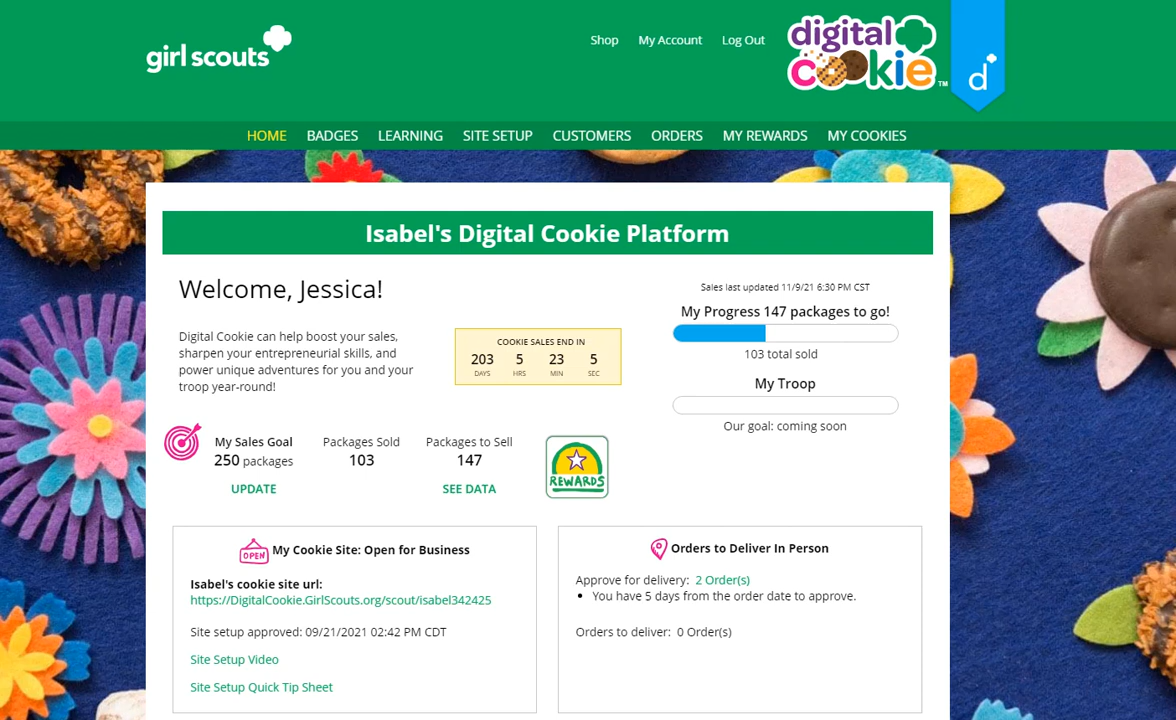 girl scouts
Shop My Account Log Out
digital cookie™
d
HOME BADGES LEARNING SITE SETUP CUSTOMERS ORDERS MY REWARDS MY COOKIES
Isabel's Digital Cookie Platform
Welcome, Jessica!
Digital Cookie can help boost your sales,
sharpen your entrepreneurial skills, and
power unique adventures for you and your
troop year-round!
COOKIE SALES END IN
203 5 23 5
DAYS HRS MIN SEC
Sales last updated 11/9/21 6:30 PM CST
My Progress 147 packages to go!
103 total sold
My Troop
Our goal: coming soon
My Sales Goal Packages Sold Packages to Sell
250 packages 103 147
UPDATE SEE DATA
REWARDS
OPEN My Cookie Site: Open for Business
Isabel's cookie site url:
https://DigitalCookie.GirlScouts.org/scout/isabel342425
Site setup approved: 09/21/2021 02:42 PM CDT
Site Setup Video
Site Setup Quick Tip Sheet
Orders to Deliver In Person
Approve for delivery: 2 Order(s)
• You have 5 days from the order date to approve.
Orders to deliver: 0 Order(s)